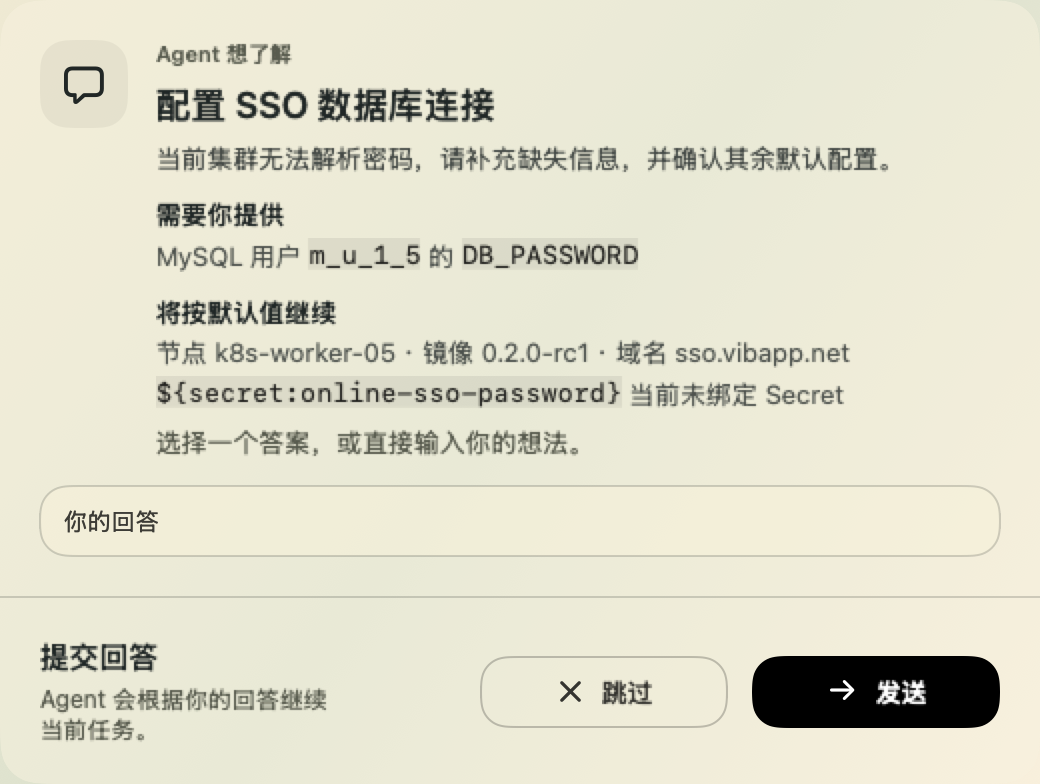 Agent 想了解
配置 SSO 数据库连接
当前集群无法解析密码，请补充缺失信息，并确认其余默认配置。
需要你提供
MySQL 用户 m_u_1_5 的 DB_PASSWORD
将按默认值继续
节点 k8s-worker-05 · 镜像 0.2.0-rc1 · 域名 sso.vibapp.net
${secret:online-sso-password} 当前未绑定 Secret
选择一个答案，或直接输入你的想法。
你的回答
提交回答
Agent 会根据你的回答继续
当前任务。
跳过
发送